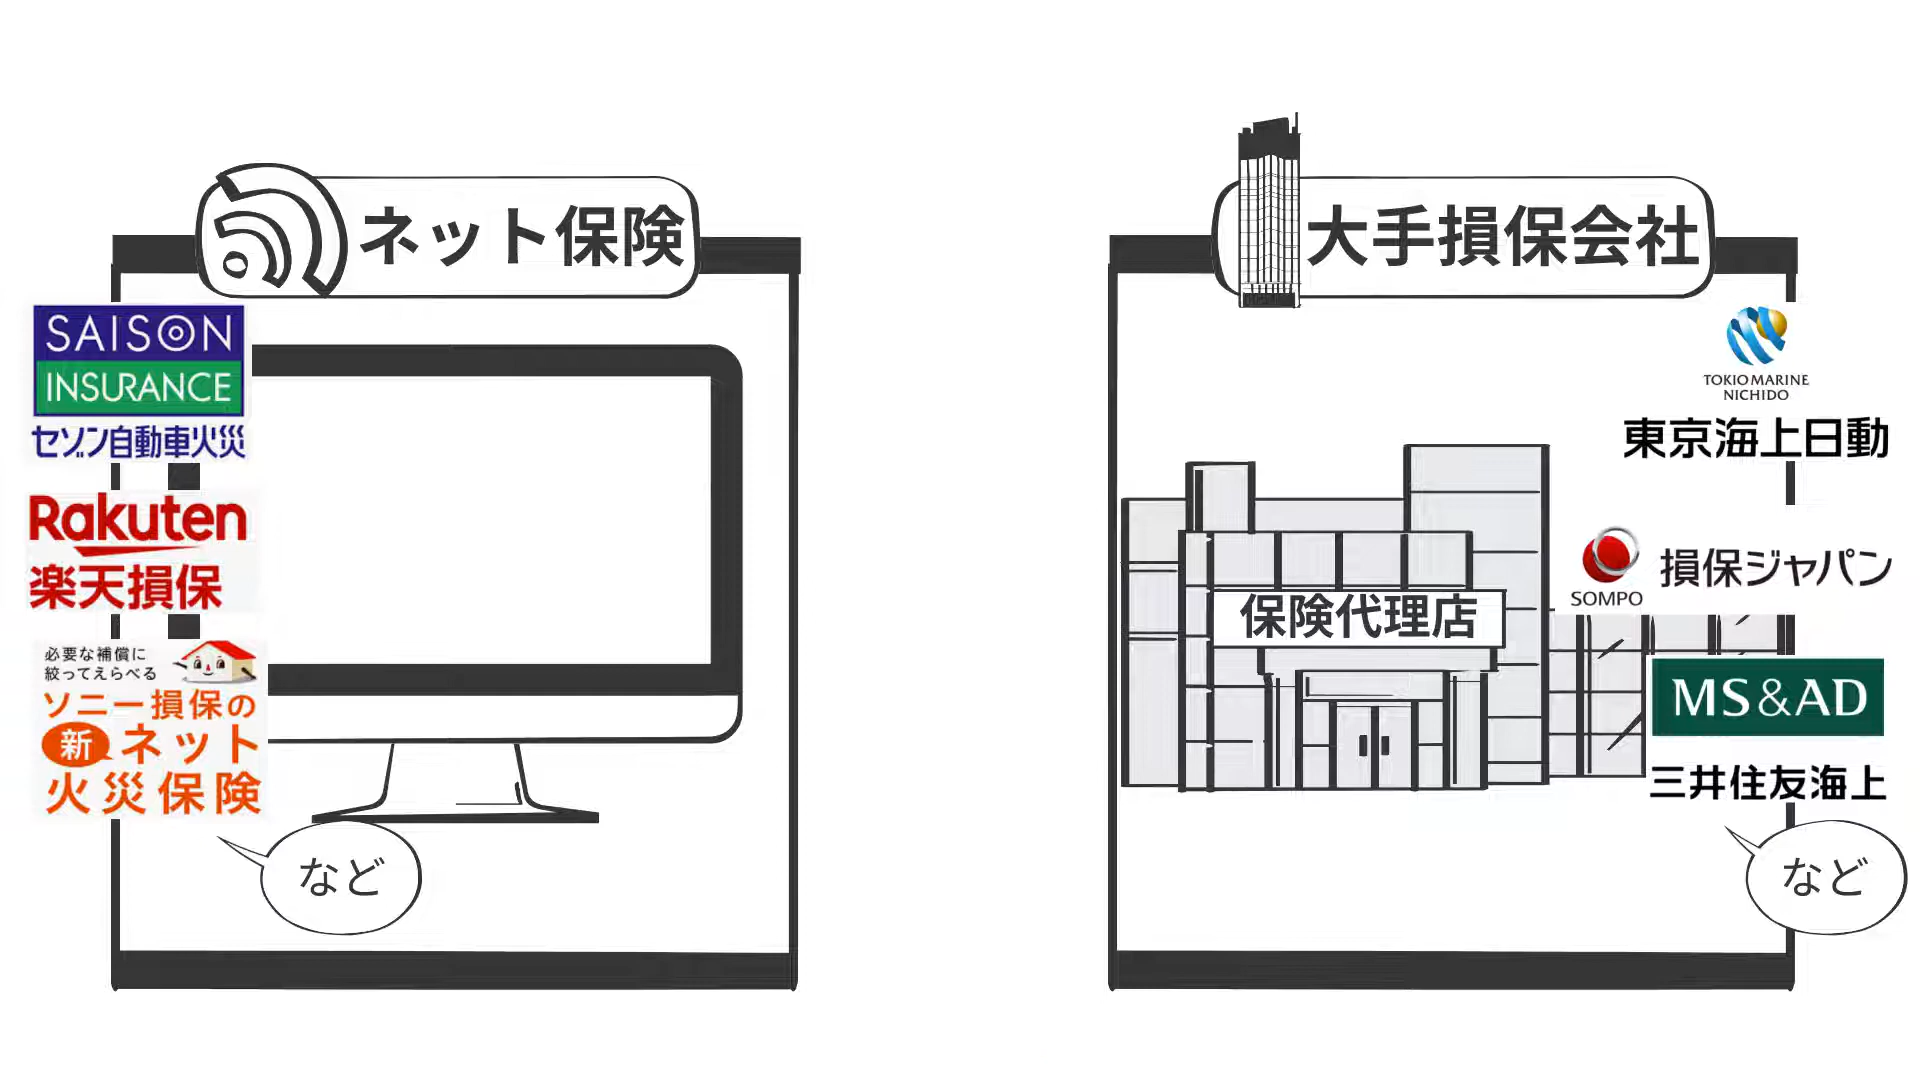 ネット保険
SAISON
INSURANCE
セゾン自動車火災
Rakuten
楽天損保
必要な補償に
絞ってえらべる
ソニー損保の
新ネット
火災保険
など
大手損保会社
TOKIO MARINE
NICHIDO
東京海上日動
保険代理店
SOMPO
損保ジャパン
MS&AD
三井住友海上
など